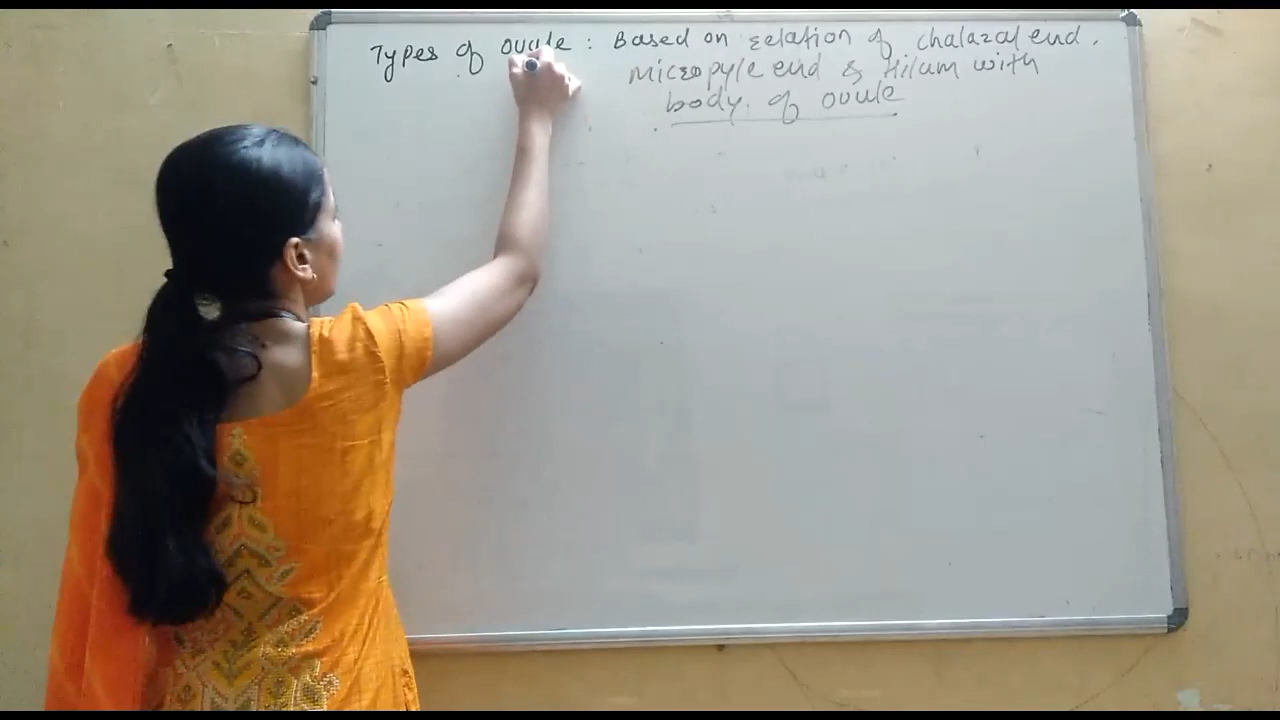 Types of ovule : Based on relation of chalazal end,
micropyle end & Hilum with
body of ovule